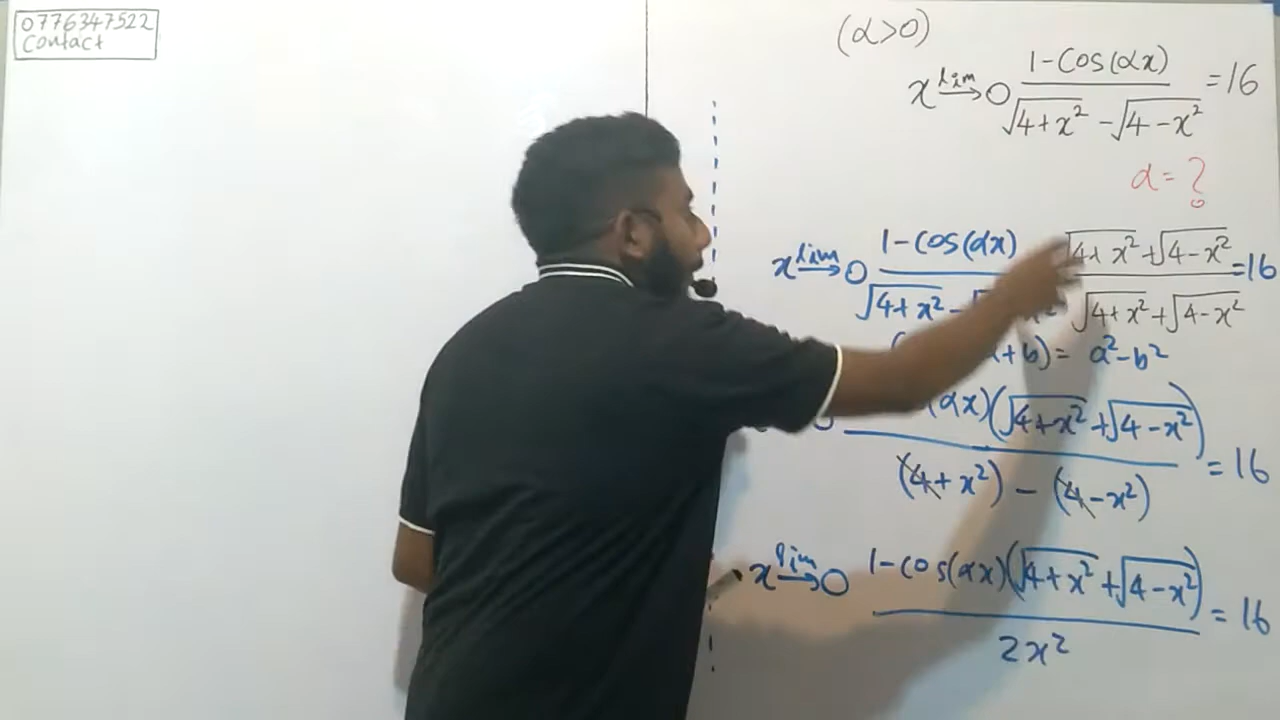 0776347522
Contact
(α>0)
x lim→0 1-Cos(αx) / √4+x² - √4-x² = 16
α = ?
x lim→0 1-Cos(αx) / √4+x² - √ x² √4+x² + √4-x² / √4+x² + √4-x² = 16
+b) = a²-b²
(αx)(√4+x² + √4-x²) / (4+x²) - (4-x²) = 16
x lim→0 1-cos(αx)(√4+x² + √4-x²) / 2x² = 16